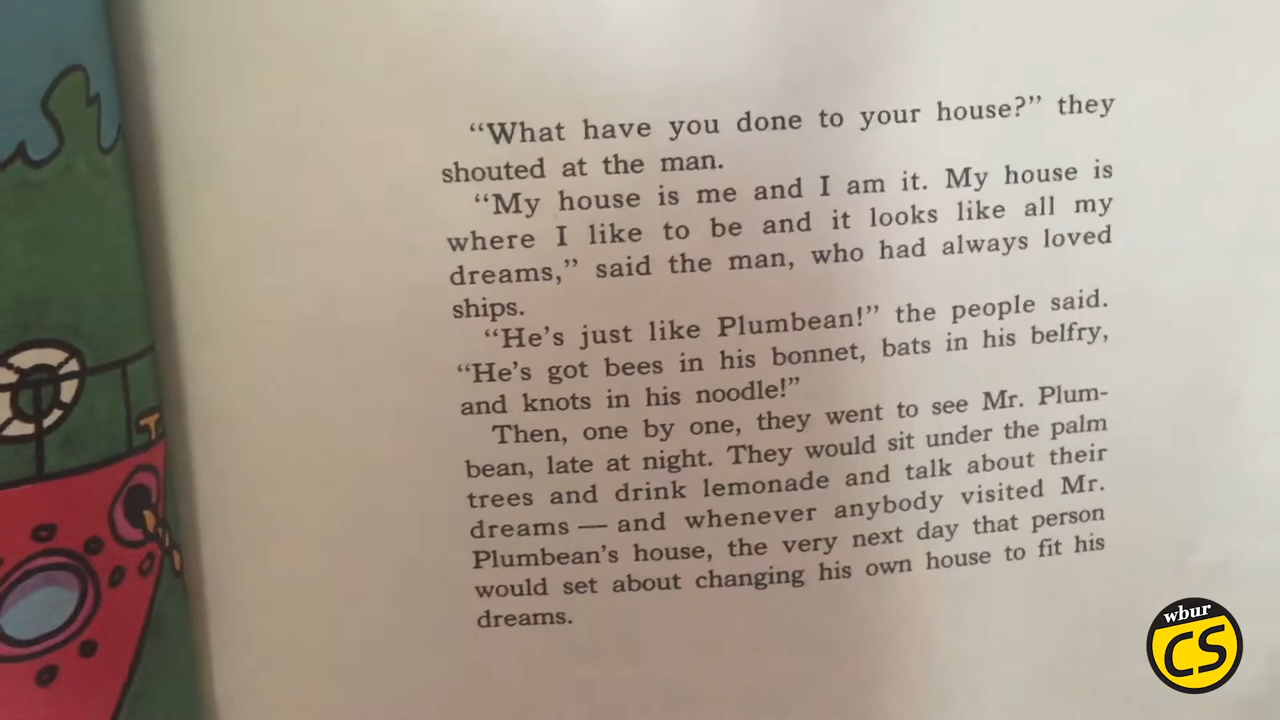 “What have you done to your house?” they
shouted at the man.
“My house is me and I am it. My house is
where I like to be and it looks like all my
dreams,” said the man, who had always loved
ships.
“He’s just like Plumbean!” the people said.
“He’s got bees in his bonnet, bats in his belfry,
and knots in his noodle!”
Then, one by one, they went to see Mr. Plum-
bean, late at night. They would sit under the palm
trees and drink lemonade and talk about their
dreams — and whenever anybody visited Mr.
Plumbean’s house, the very next day that person
would set about changing his own house to fit his
dreams.
wbur
CS